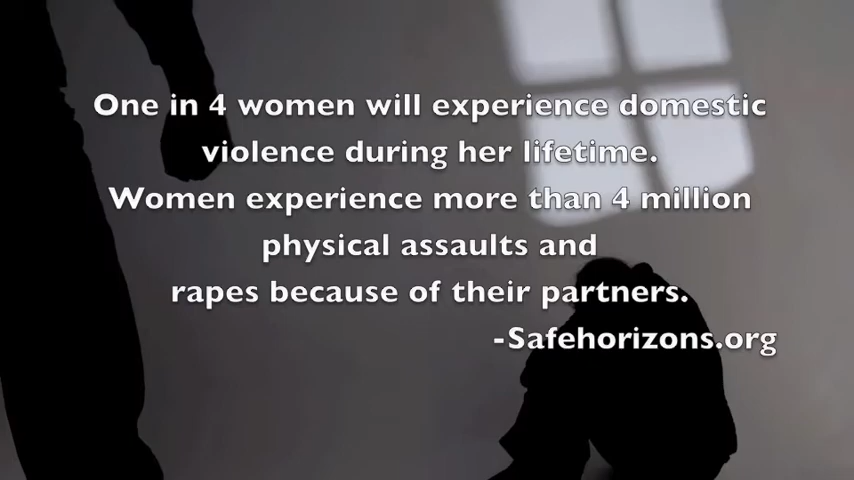 One in 4 women will experience domestic
violence during her lifetime.
Women experience more than 4 million
physical assaults and
rapes because of their partners.
-Safehorizons.org